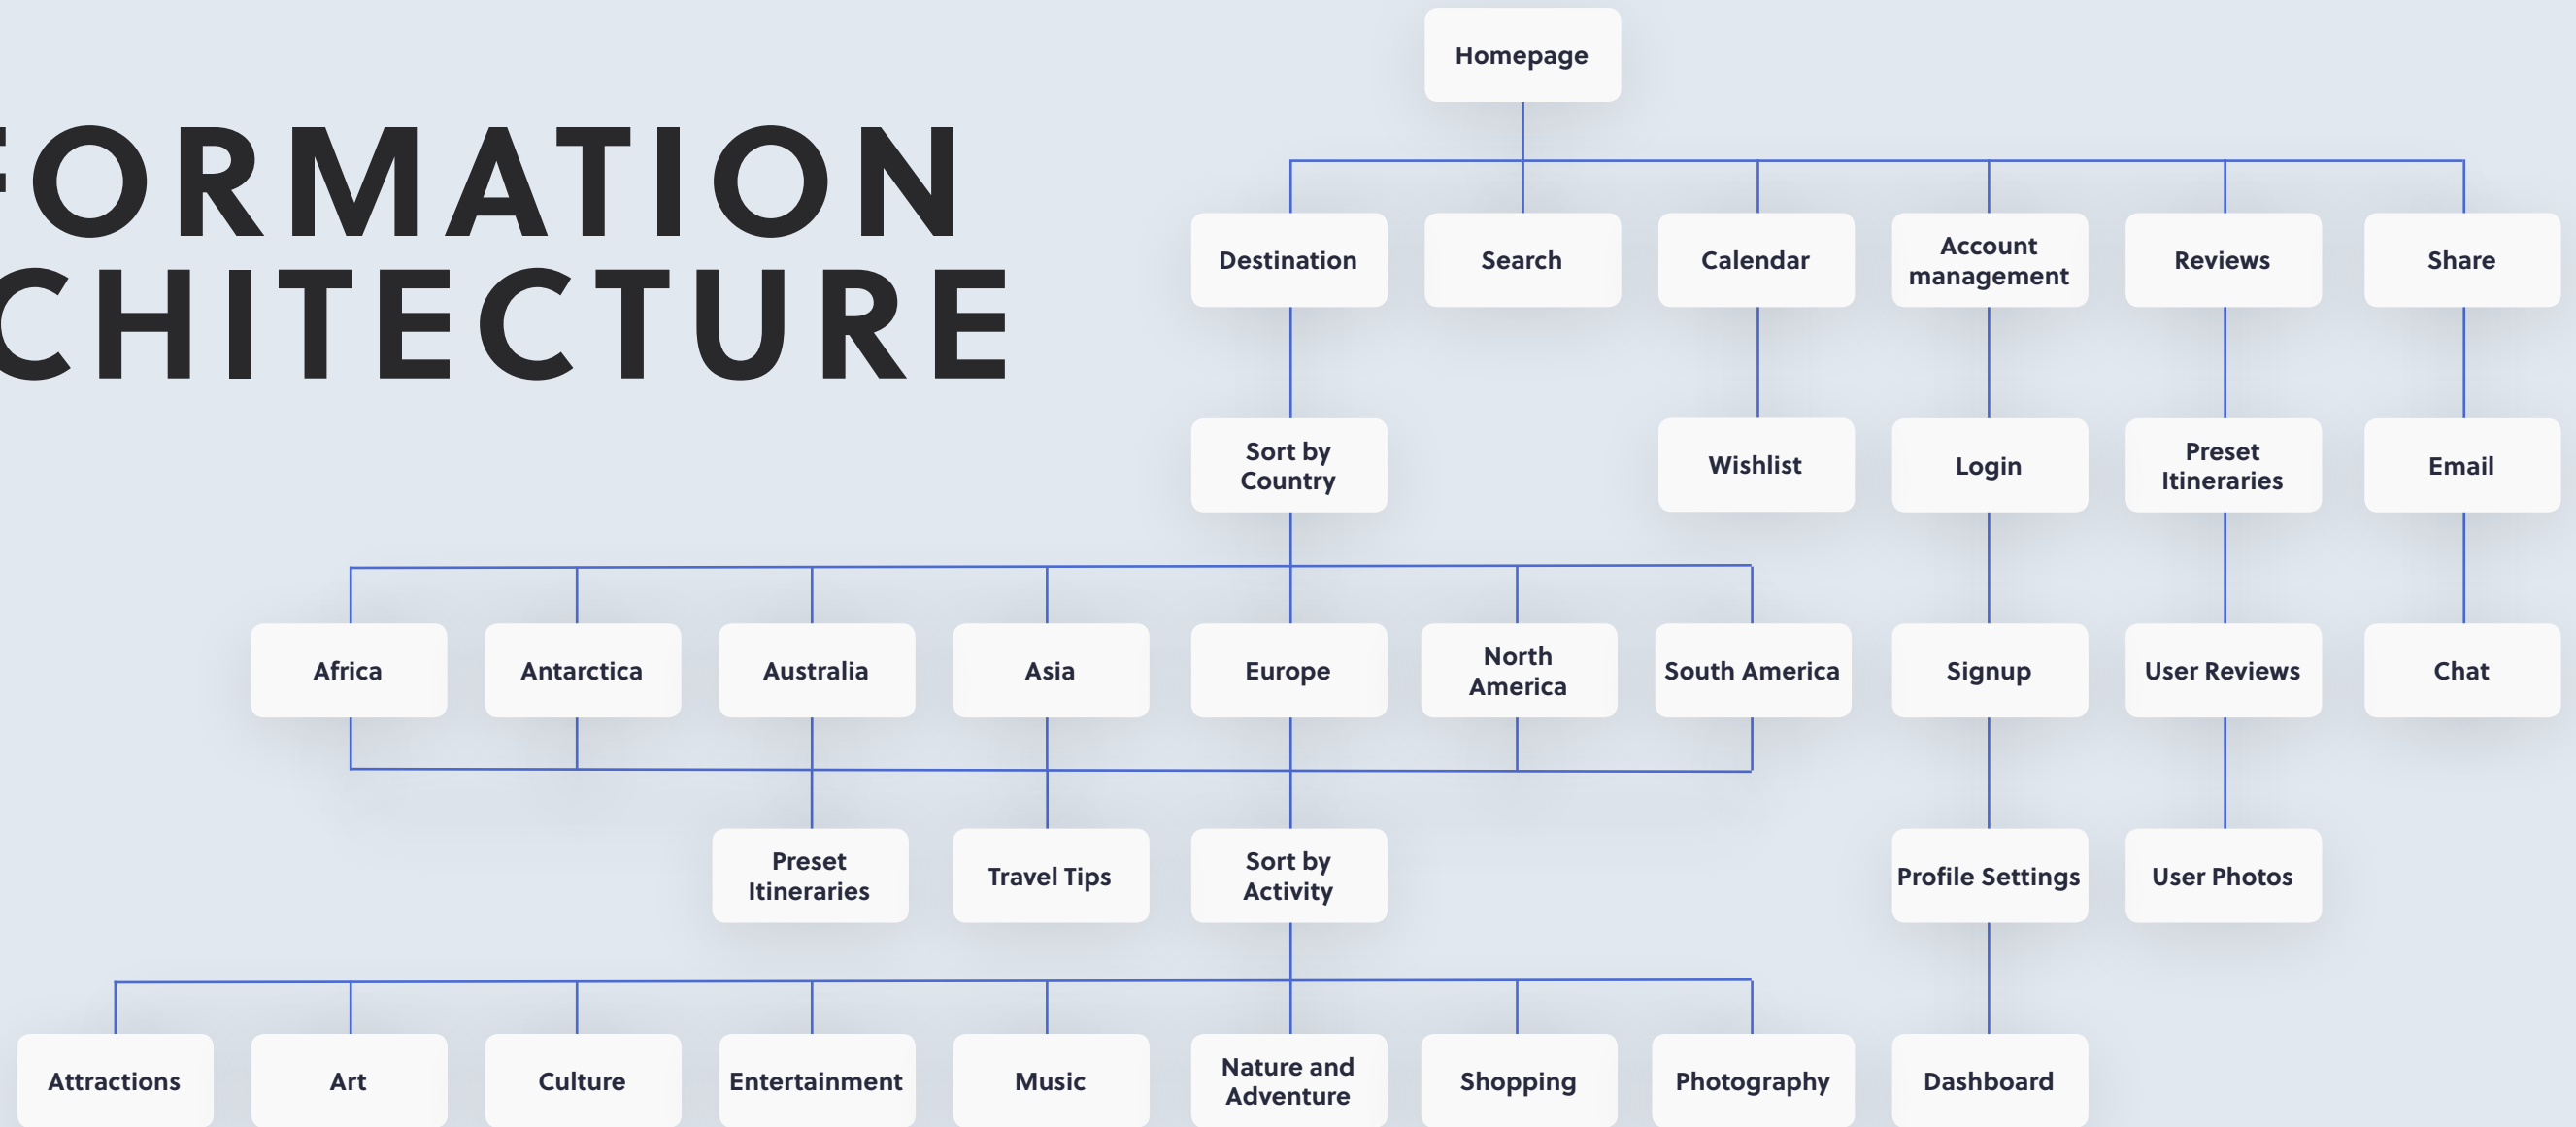 Homepage
FORMATION
CHITECTURE
Destination
Search
Calendar
Account
management
Reviews
Share
Sort by
Country
Wishlist
Login
Preset
Itineraries
Email
Africa
Antarctica
Australia
Asia
Europe
North
America
South America
Signup
User Reviews
Chat
Preset
Itineraries
Travel Tips
Sort by
Activity
Profile Settings
User Photos
Attractions
Art
Culture
Entertainment
Music
Nature and
Adventure
Shopping
Photography
Dashboard